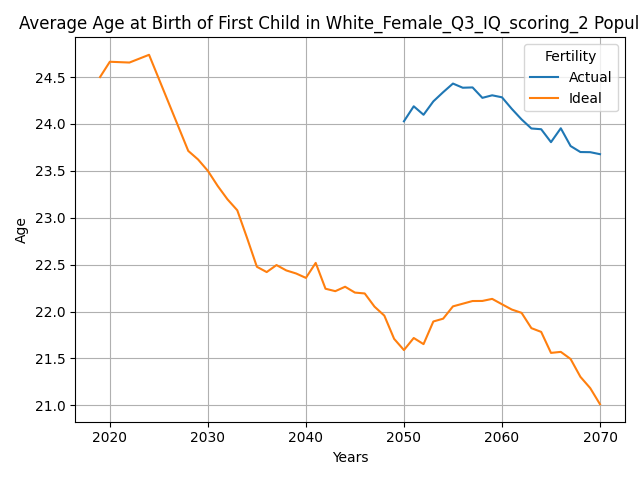 Average Age at Birth of First Child in White_Female_Q3_IQ_scoring_2 Popul
Fertility
Actual
Ideal
24.5
24.0
23.5
23.0
22.5
22.0
21.5
21.0
Age
2020 2030 2040 2050 2060 2070
Years